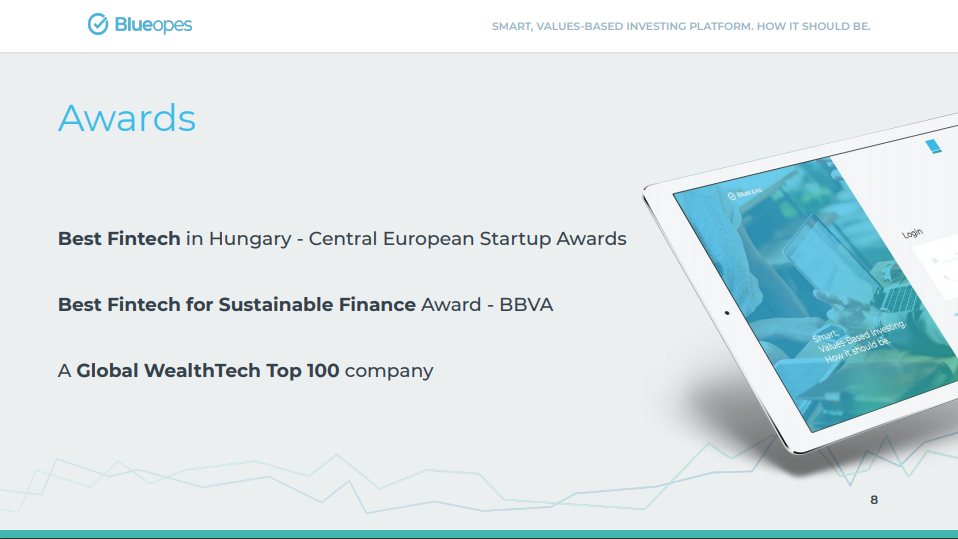 Blueopes
SMART, VALUES-BASED INVESTING PLATFORM. HOW IT SHOULD BE.
Awards
Best Fintech in Hungary - Central European Startup Awards
Best Fintech for Sustainable Finance Award - BBVA
A Global WealthTech Top 100 company
Blueopes
Login
Smart,
Values-Based Investing.
How it should be.
8